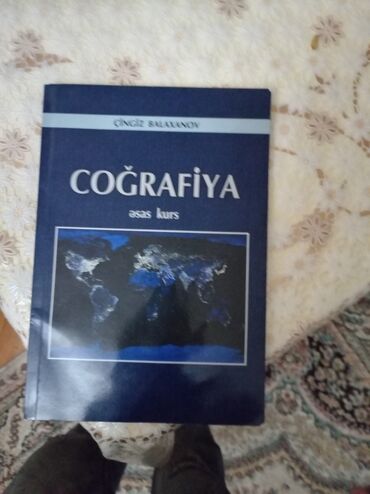 ÇİNGİZ BALAXANOV
COĞRAFİYA
əsas kurs